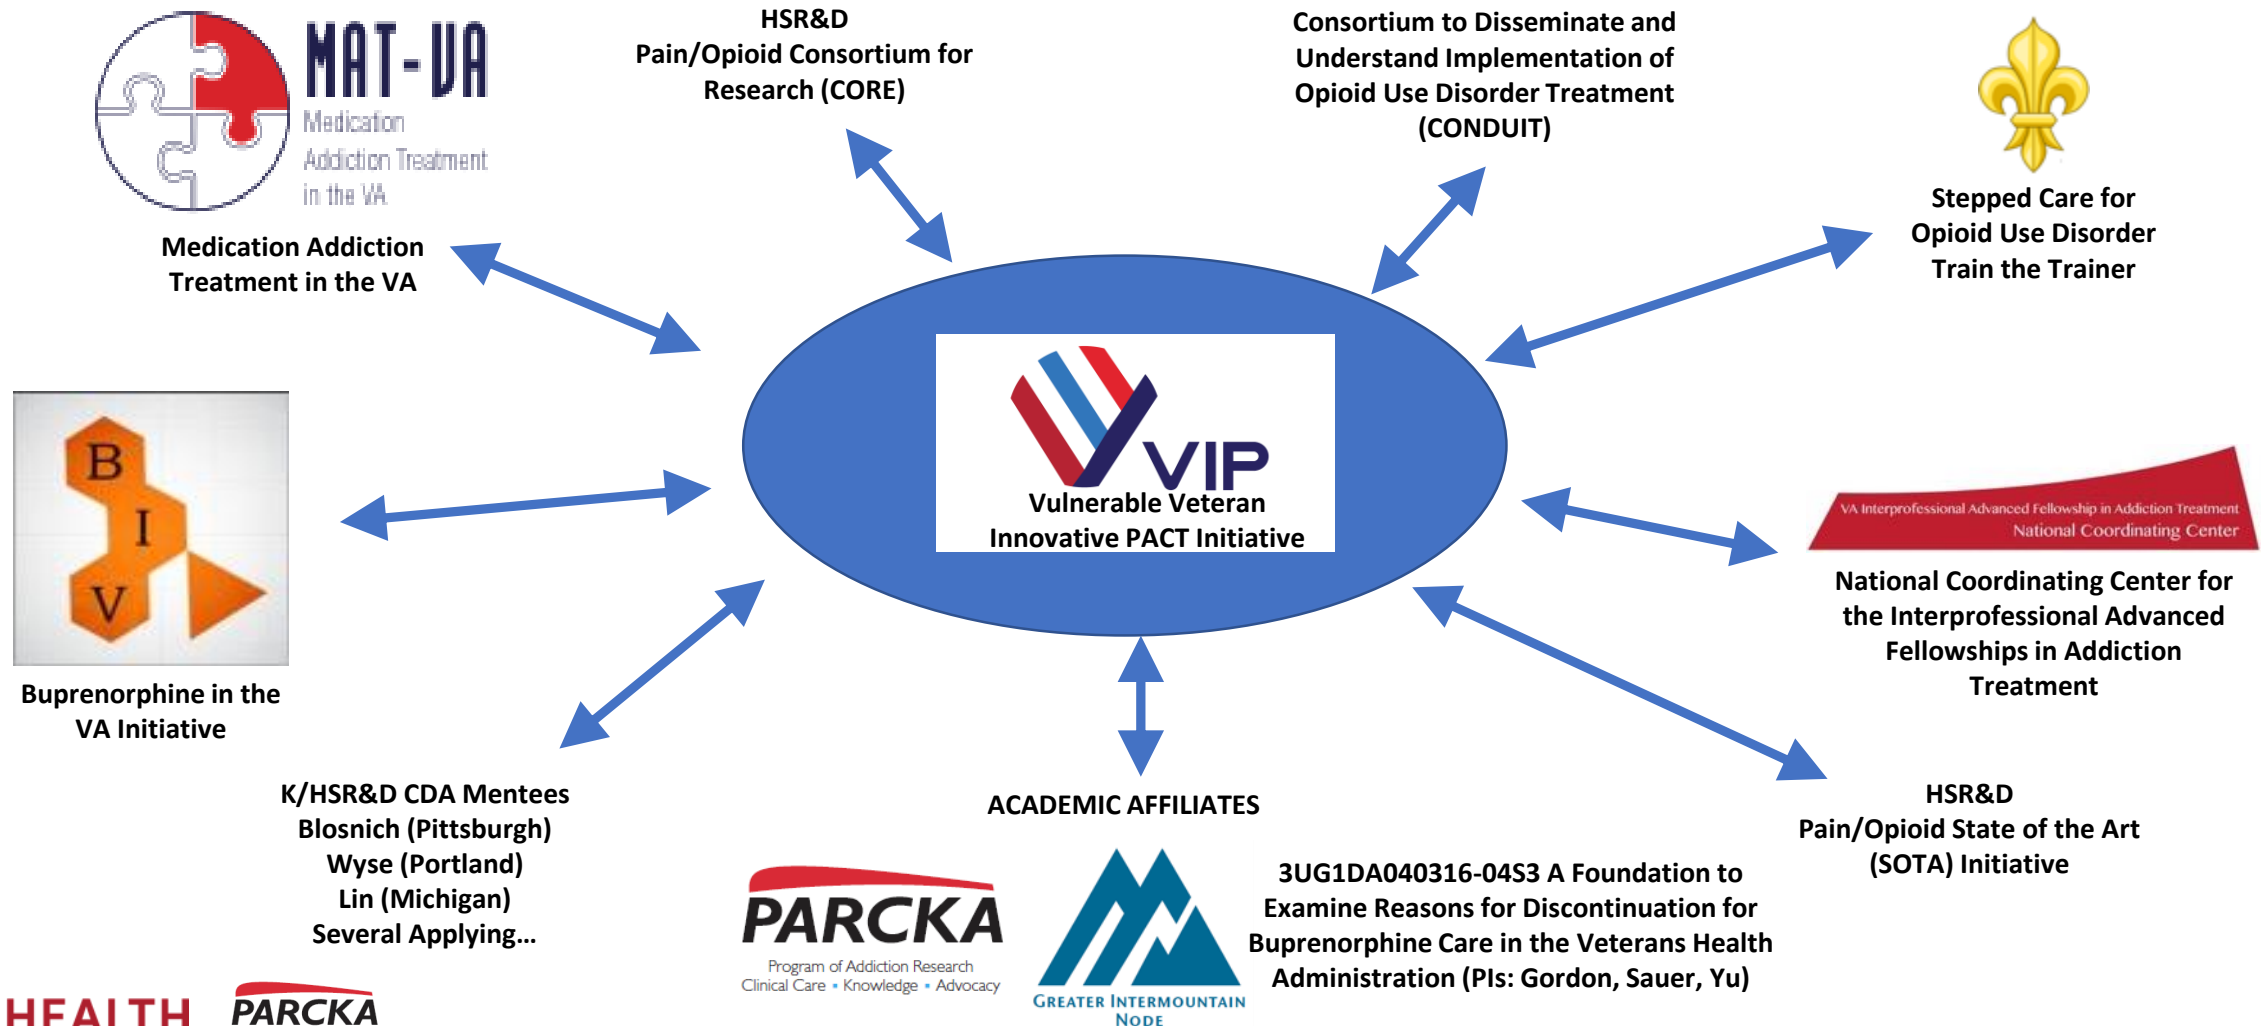 MAT-VA
Medication
Addiction Treatment
in the VA
Medication Addiction
Treatment in the VA
HSR&D
Pain/Opioid Consortium for
Research (CORE)
Consortium to Disseminate and
Understand Implementation of
Opioid Use Disorder Treatment
(CONDUIT)
Stepped Care for
Opioid Use Disorder
Train the Trainer
B
I
V
Buprenorphine in the
VA Initiative
VIP
Vulnerable Veteran
Innovative PACT Initiative
VA Interprofessional Advanced Fellowship in Addiction Treatment
National Coordinating Center
National Coordinating Center for
the Interprofessional Advanced
Fellowships in Addiction
Treatment
K/HSR&D CDA Mentees
Blosnich (Pittsburgh)
Wyse (Portland)
Lin (Michigan)
Several Applying…
ACADEMIC AFFILIATES
PARCKA
Program of Addiction Research
Clinical Care • Knowledge • Advocacy
GREATER INTERMOUNTAIN
NODE
3UG1DA040316-04S3 A Foundation to
Examine Reasons for Discontinuation for
Buprenorphine Care in the Veterans Health
Administration (PIs: Gordon, Sauer, Yu)
HSR&D
Pain/Opioid State of the Art
(SOTA) Initiative
HEALTH
PARCKA